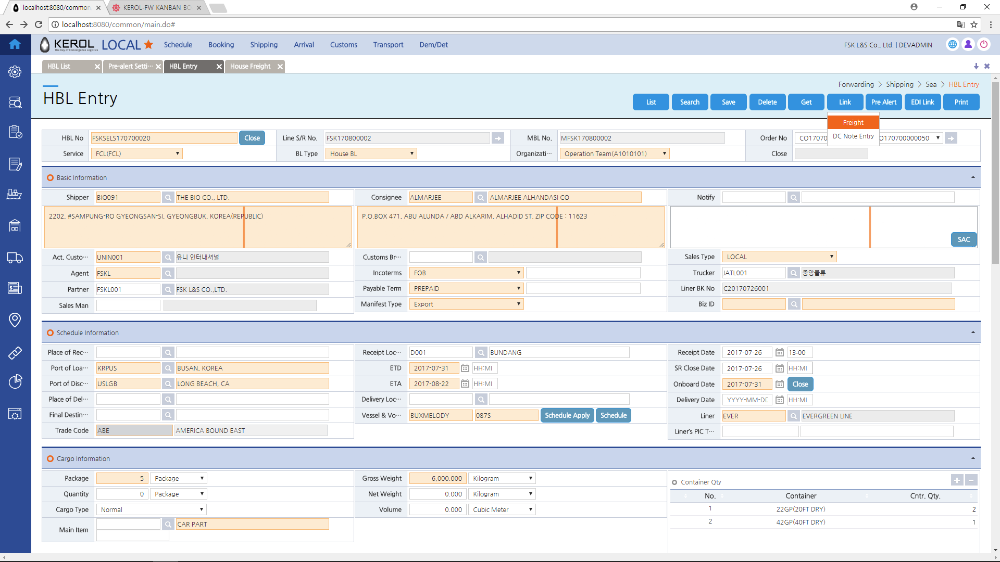 localhost:8080/common
KEROL-FW KANBAN BO
localhost:8080/common/main.do#
KEROL
The Key of Convergence Logistics
LOCAL
Schedule Booking Shipping Arrival Customs Transport Dem/Det
FSK L&S Co., Ltd. | DEVADMIN
HBL List
Pre-alert Setti···
HBL Entry
House Freight
Forwarding > Shipping > Sea > HBL Entry
HBL Entry
List Search Save Delete Get Link Pre Alert EDI Link Print
Freight
DC Note Entry
HBL No FSKSELS170700020 Close Line S/R No. FSK170800002 MBL No. MFSK170800002 Order No CO17070 O170700000050
Service FCL(FCL) BL Type House BL Organizati··· Operation Team(A1010101) Close
Basic Information
Shipper BIO091 THE BIO CO., LTD. Consignee ALMARJEE ALMARJEE ALHANDASI CO Notify
2202, #SAMPUNG-RO GYEONGSAN-SI, GYEONGBUK, KOREA(REPUBLIC) P.O.BOX 471, ABU ALUNDA / ABD ALKARIM, ALHADID ST. ZIP CODE : 11623
SAC
Act. Custo··· UNIN001 유니 인터내셔널 Customs Br··· Sales Type LOCAL
Agent FSKL Incoterms FOB Trucker JATL001 중앙물류
Partner FSKL001 FSK L&S CO.,LTD. Payable Term PREPAID Liner BK No C20170726001
Sales Man Manifest Type Export Biz ID
Schedule Information
Place of Rec··· Receipt Loc··· D001 BUNDANG Receipt Date 2017-07-26 13:00
Port of Loa··· KRPUS BUSAN, KOREA ETD 2017-07-31 HH:MI SR Close Date 2017-07-26 HH:MI
Port of Disc··· USLGB LONG BEACH, CA ETA 2017-08-22 HH:MI Onboard Date 2017-07-31 Close
Place of Del··· Delivery Loc··· Delivery Date YYYY-MM-DD HH:MI
Final Destin··· Vessel & Vo··· BUXMELODY 087S Schedule Apply Schedule Liner EVER EVERGREEN LINE
Trade Code ABE AMERICA BOUND EAST Liner's PIC T···
Cargo Information
Package 5 Package Gross Weight 6,000.000 Kilogram Container Qty
Quantity 0 Package Net Weight 0.000 Kilogram No. Container Cntr. Qty.
Cargo Type Normal Volume 0.000 Cubic Meter 1 22GP(20FT DRY) 2
Main Item CAR PART 2 42GP(40FT DRY) 1